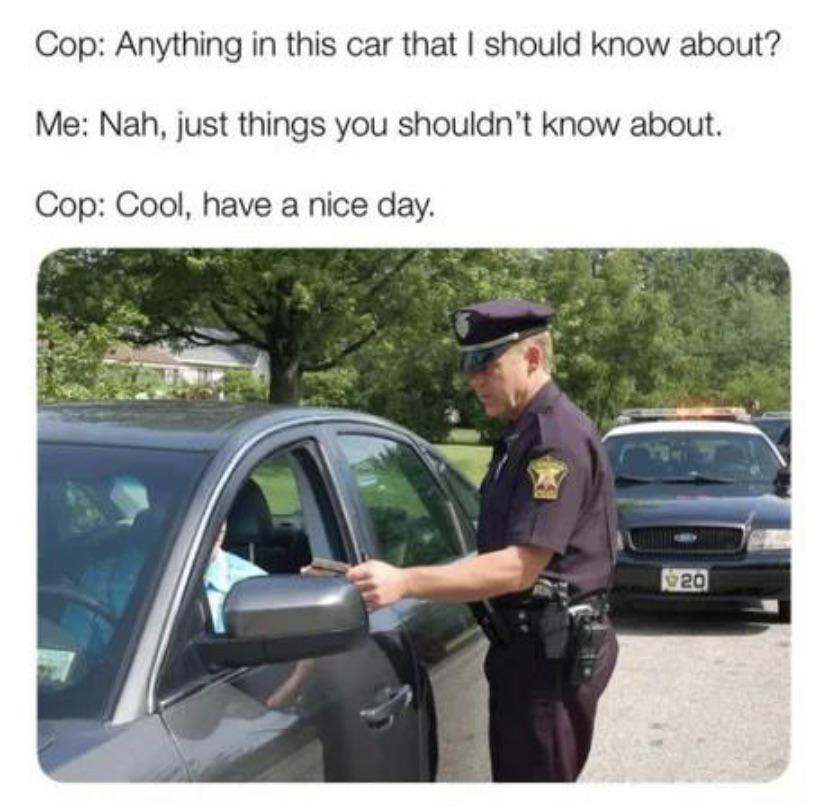 Cop: Anything in this car that I should know about?
Me: Nah, just things you shouldn't know about.
Cop: Cool, have a nice day.
20